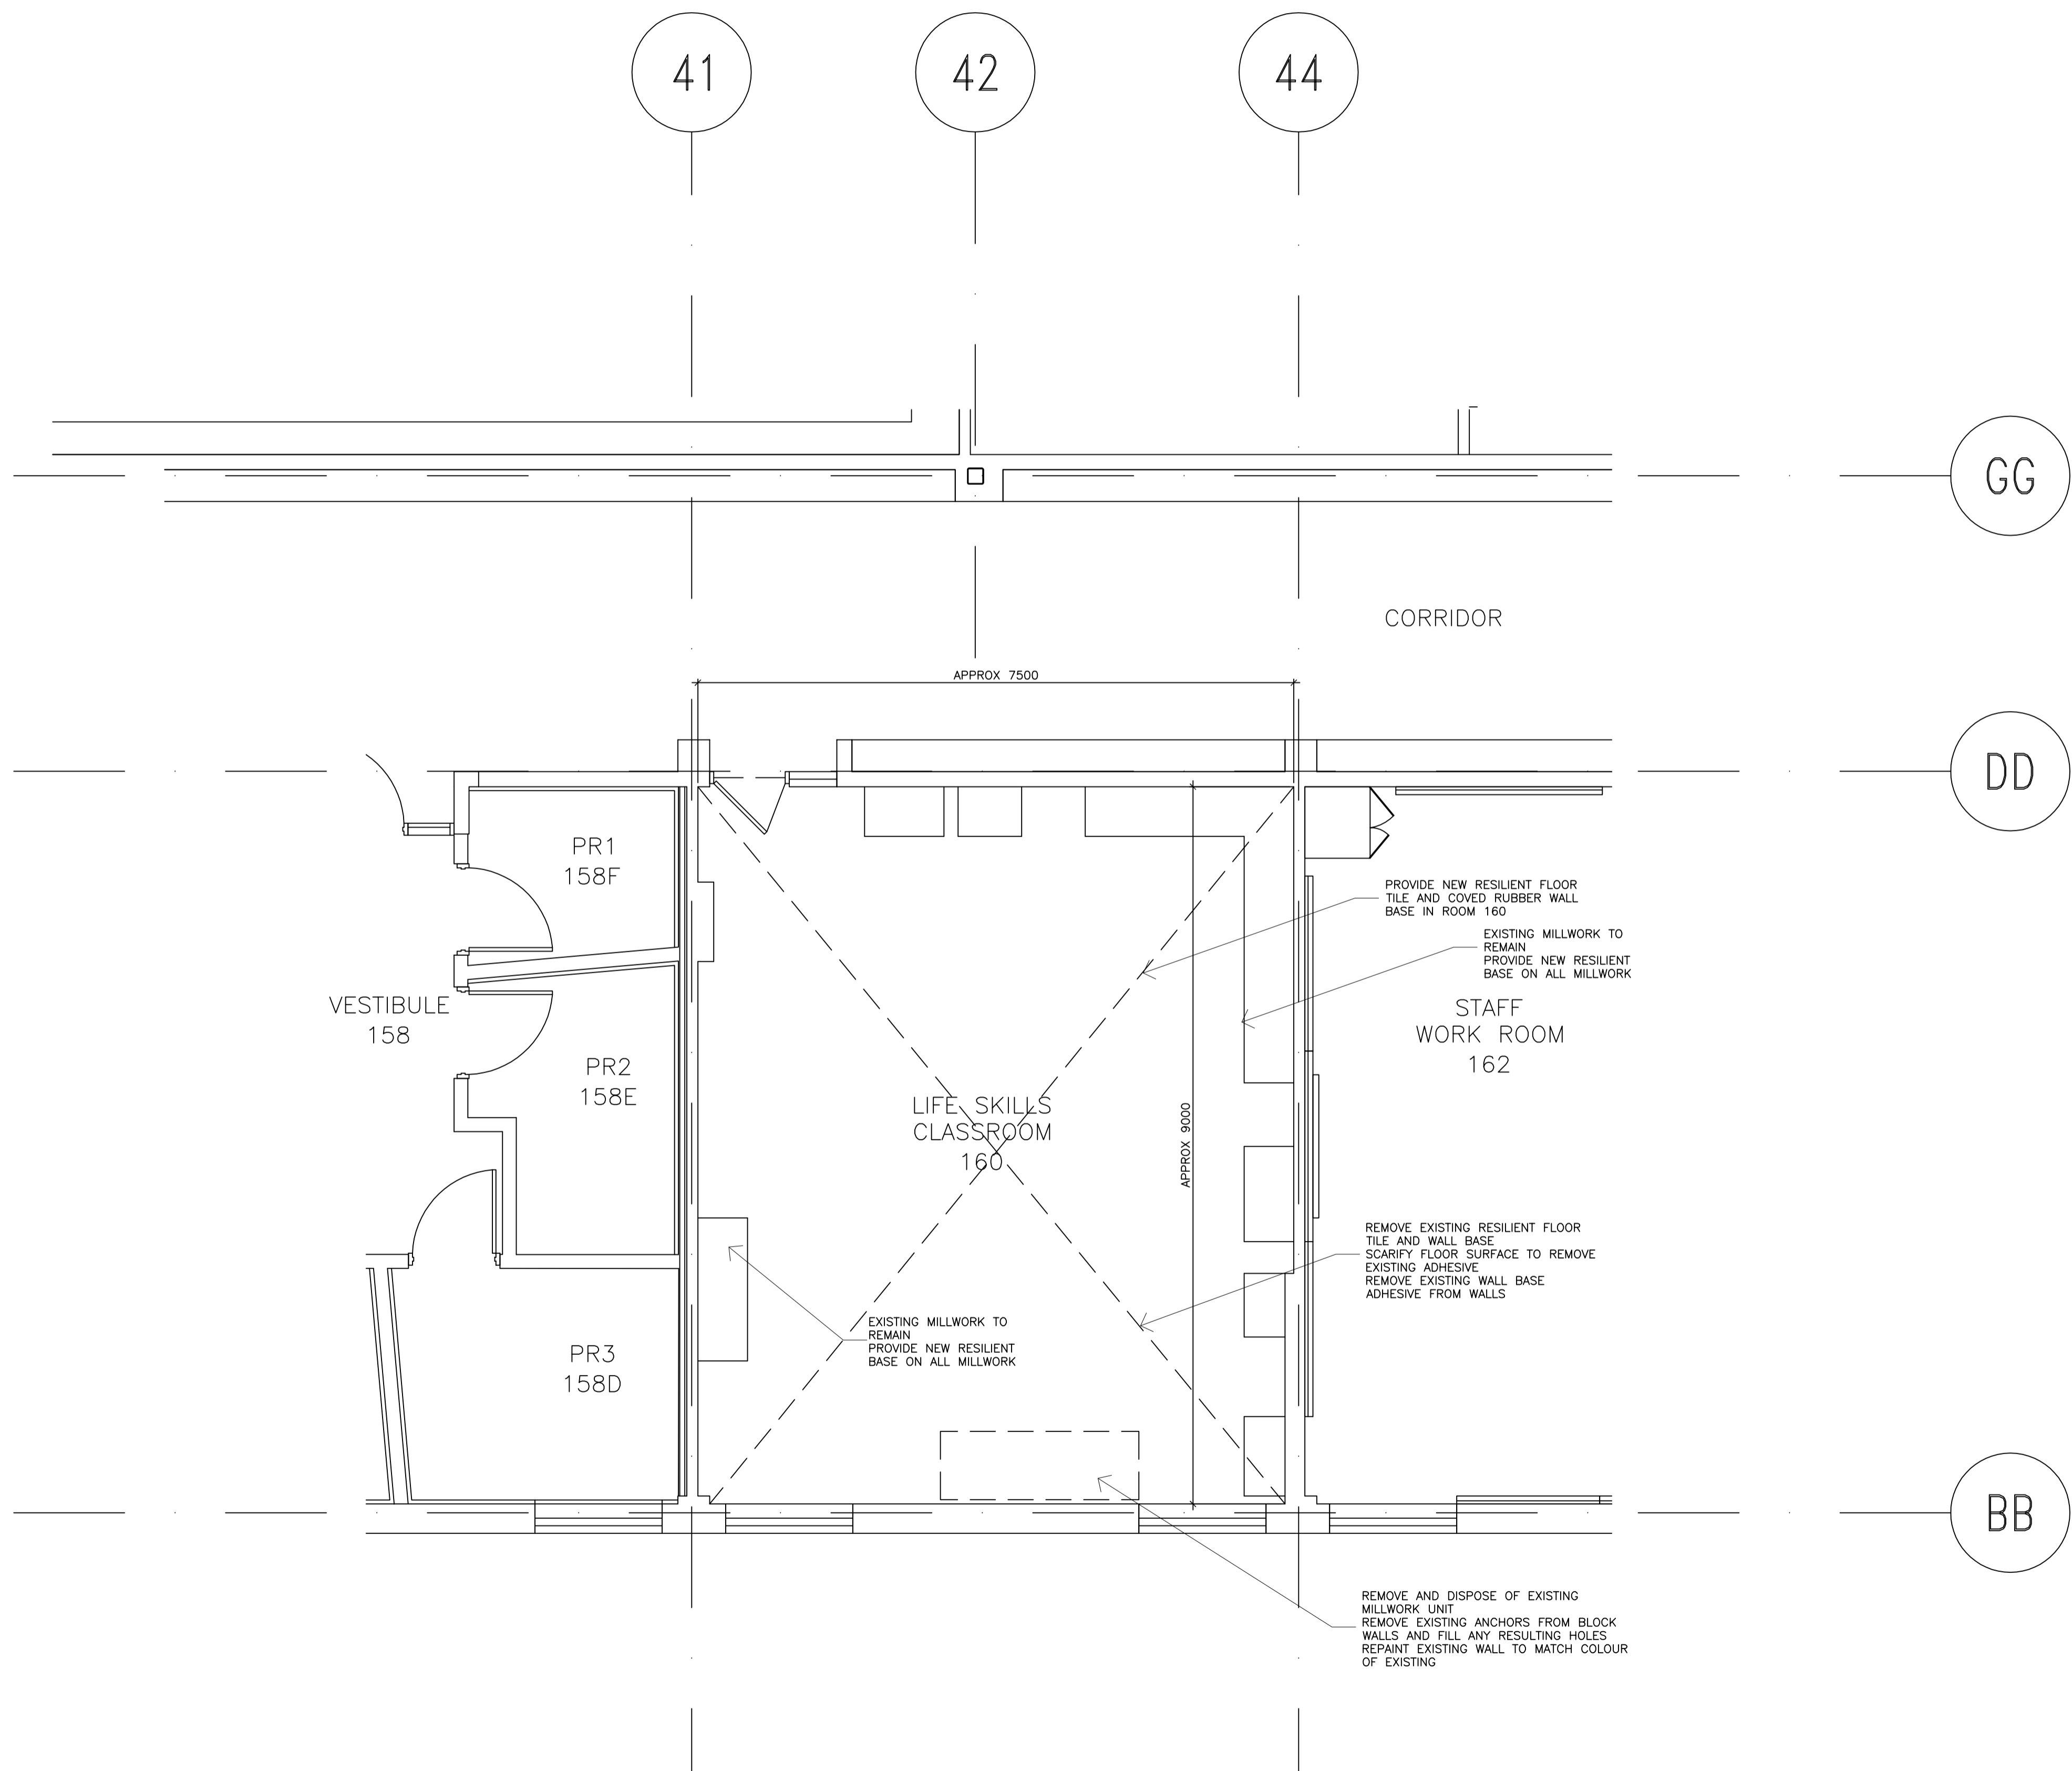 41
42
44
GG
CORRIDOR
APPROX 7500
DD
PR1
158F
PROVIDE NEW RESILIENT FLOOR
TILE AND COVED RUBBER WALL
BASE IN ROOM 160
EXISTING MILLWORK TO
REMAIN
PROVIDE NEW RESILIENT
BASE ON ALL MILLWORK
VESTIBULE
158
STAFF
WORK ROOM
162
PR2
158E
LIFE SKILLS
CLASSROOM
160
APPROX 9000
REMOVE EXISTING RESILIENT FLOOR
TILE AND WALL BASE
SCARIFY FLOOR SURFACE TO REMOVE
EXISTING ADHESIVE
REMOVE EXISTING WALL BASE
ADHESIVE FROM WALLS
EXISTING MILLWORK TO
REMAIN
PROVIDE NEW RESILIENT
BASE ON ALL MILLWORK
PR3
158D
BB
REMOVE AND DISPOSE OF EXISTING
MILLWORK UNIT
REMOVE EXISTING ANCHORS FROM BLOCK
WALLS AND FILL ANY RESULTING HOLES
REPAINT EXISTING WALL TO MATCH COLOUR
OF EXISTING